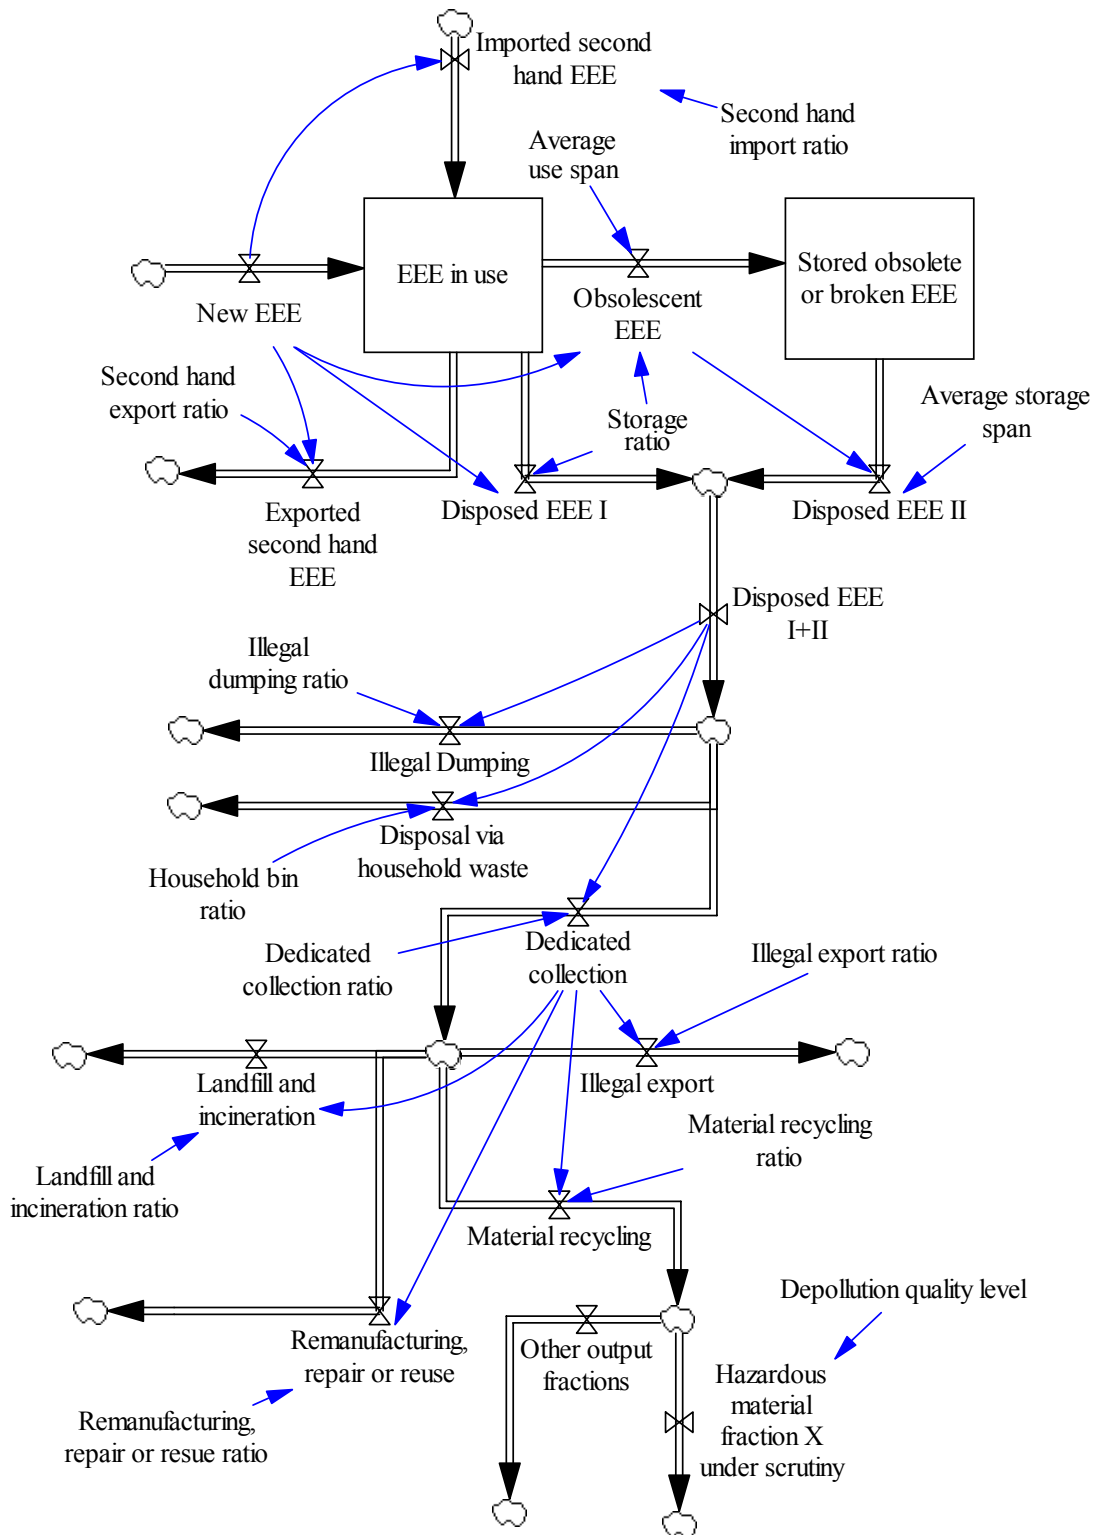 Imported second
hand EEE
Second hand
import ratio
Average
use span
EEE in use
Stored obsolete
or broken EEE
New EEE
Obsolescent
EEE
Second hand
export ratio
Storage
ratio
Average storage
span
Exported
second hand
EEE
Disposed EEE I
Disposed EEE II
Disposed EEE
I+II
Illegal
dumping ratio
Illegal Dumping
Disposal via
household waste
Household bin
ratio
Dedicated
collection ratio
Dedicated
collection
Illegal export ratio
Landfill and
incineration
Illegal export
Landfill and
incineration ratio
Material recycling
ratio
Material recycling
Depollution quality level
Remanufacturing,
repair or reuse
Other output
fractions
Hazardous
material
fraction X
under scrutiny
Remanufacturing,
repair or resue ratio